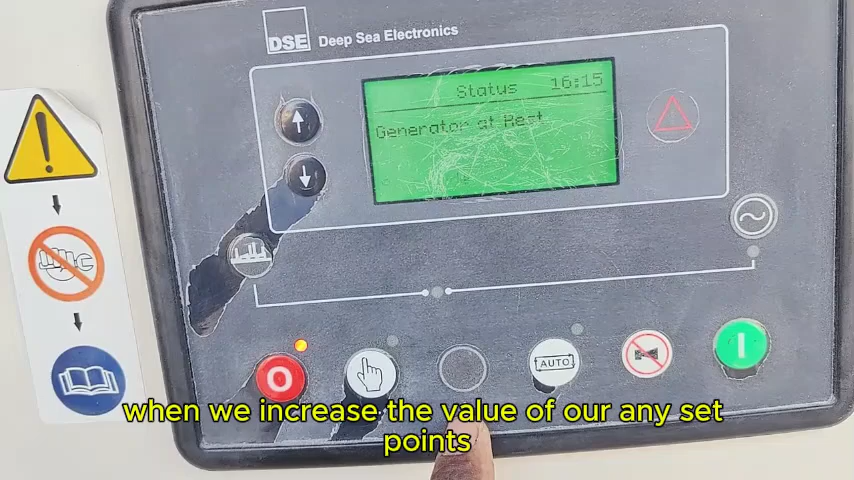 DSE Deep Sea Electronics
Status 16:15
Generator at Rest
AUTO
when we increase the value of our any set
points